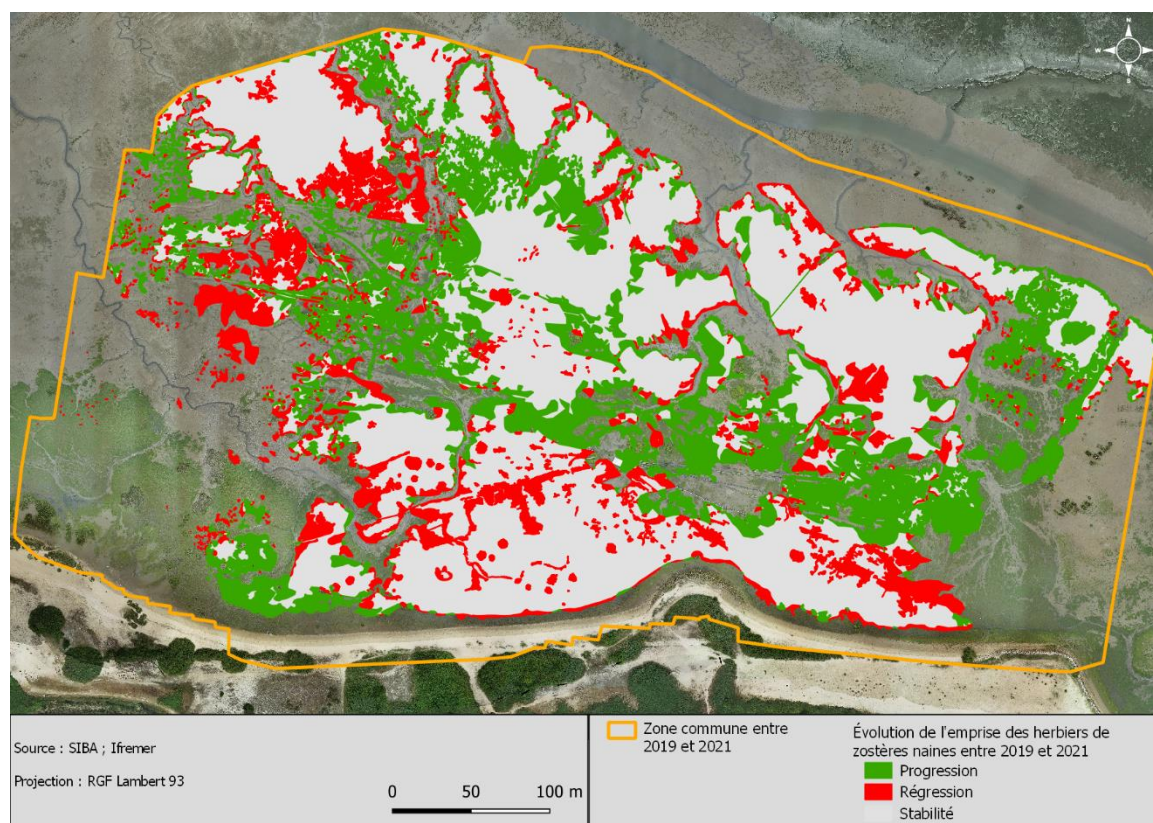 N
W
E
S
Source : SIBA ; Ifremer
Projection : RGF Lambert 93
0 50 100 m
Zone commune entre
2019 et 2021
Évolution de l'emprise des herbiers de
zostères naines entre 2019 et 2021
Progression
Régression
Stabilité